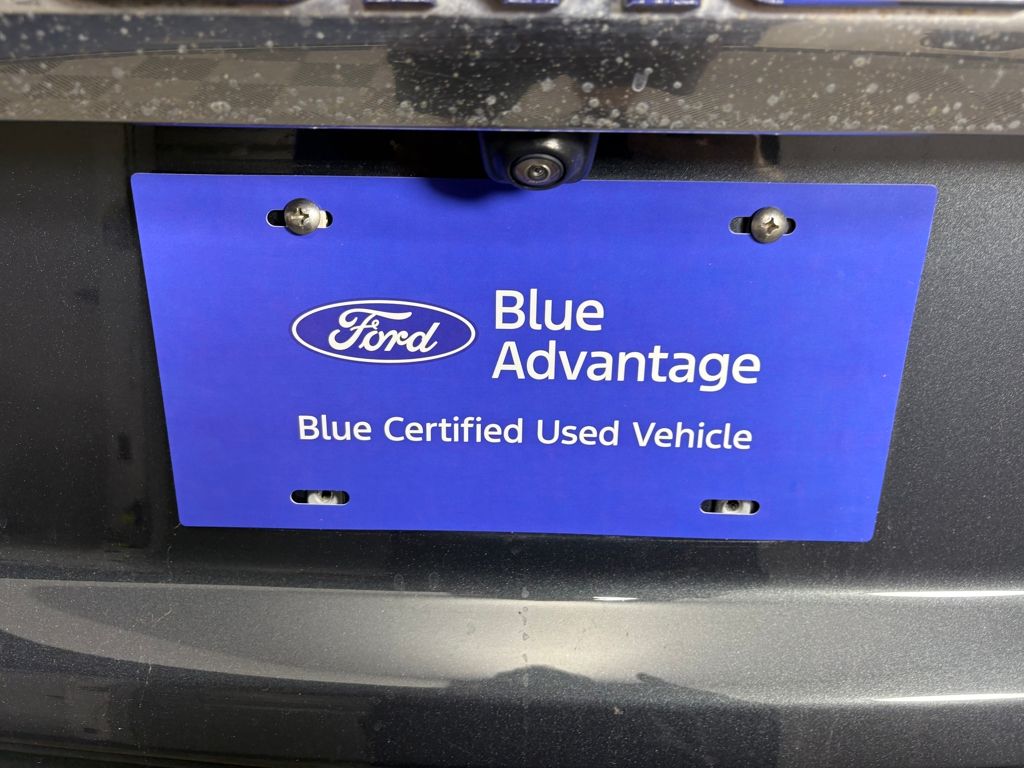 Ford
Blue
Advantage
Blue Certified Used Vehicle